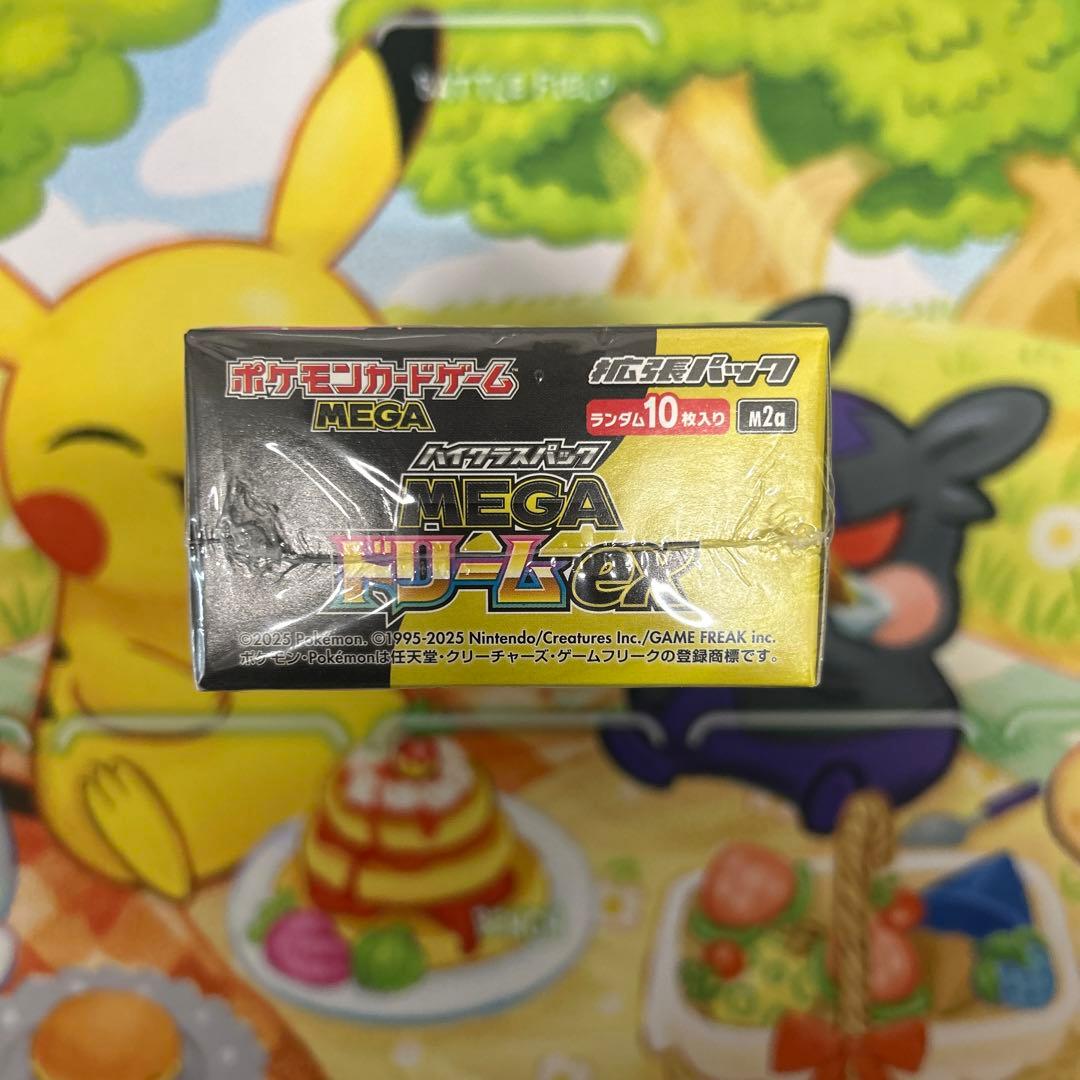 BATTLE FIELD
ポケモンカードゲーム
MEGA
拡張パック
ランダム10枚入り
M2a
ハイクラスパック
MEGA
ドリームex
©2025 Pokémon. ©1995-2025 Nintendo/Creatures Inc./GAME FREAK inc.
ポケモン・Pokémonは任天堂・クリーチャーズ・ゲームフリークの登録商標です。
BENCH